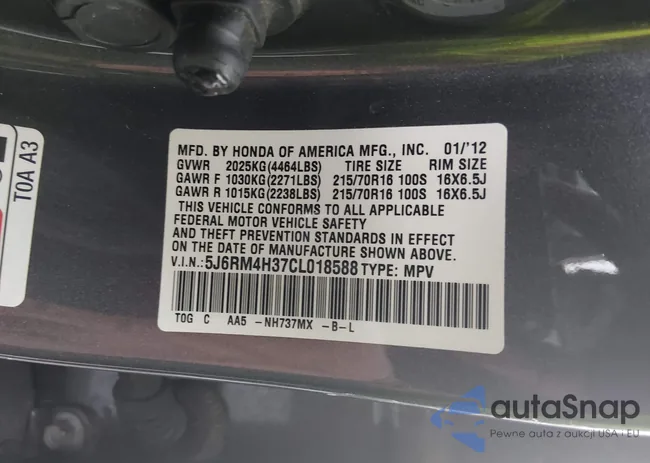 TOA A3
MFD. BY HONDA OF AMERICA MFG., INC. 01/'12
GVWR 2025KG(4464LBS) TIRE SIZE RIM SIZE
GAWR F 1030KG(2271LBS) 215/70R16 100S 16X6.5J
GAWR R 1015KG(2238LBS) 215/70R16 100S 16X6.5J
THIS VEHICLE CONFORMS TO ALL APPLICABLE
FEDERAL MOTOR VEHICLE SAFETY
AND THEFT PREVENTION STANDARDS IN EFFECT
ON THE DATE OF MANUFACTURE SHOWN ABOVE.
V.I.N.: 5J6RM4H37CL018588 TYPE: MPV
TOG C AA5 -NH737MX -B-L
autaSnap
Pewne auta z aukcji USA i EU